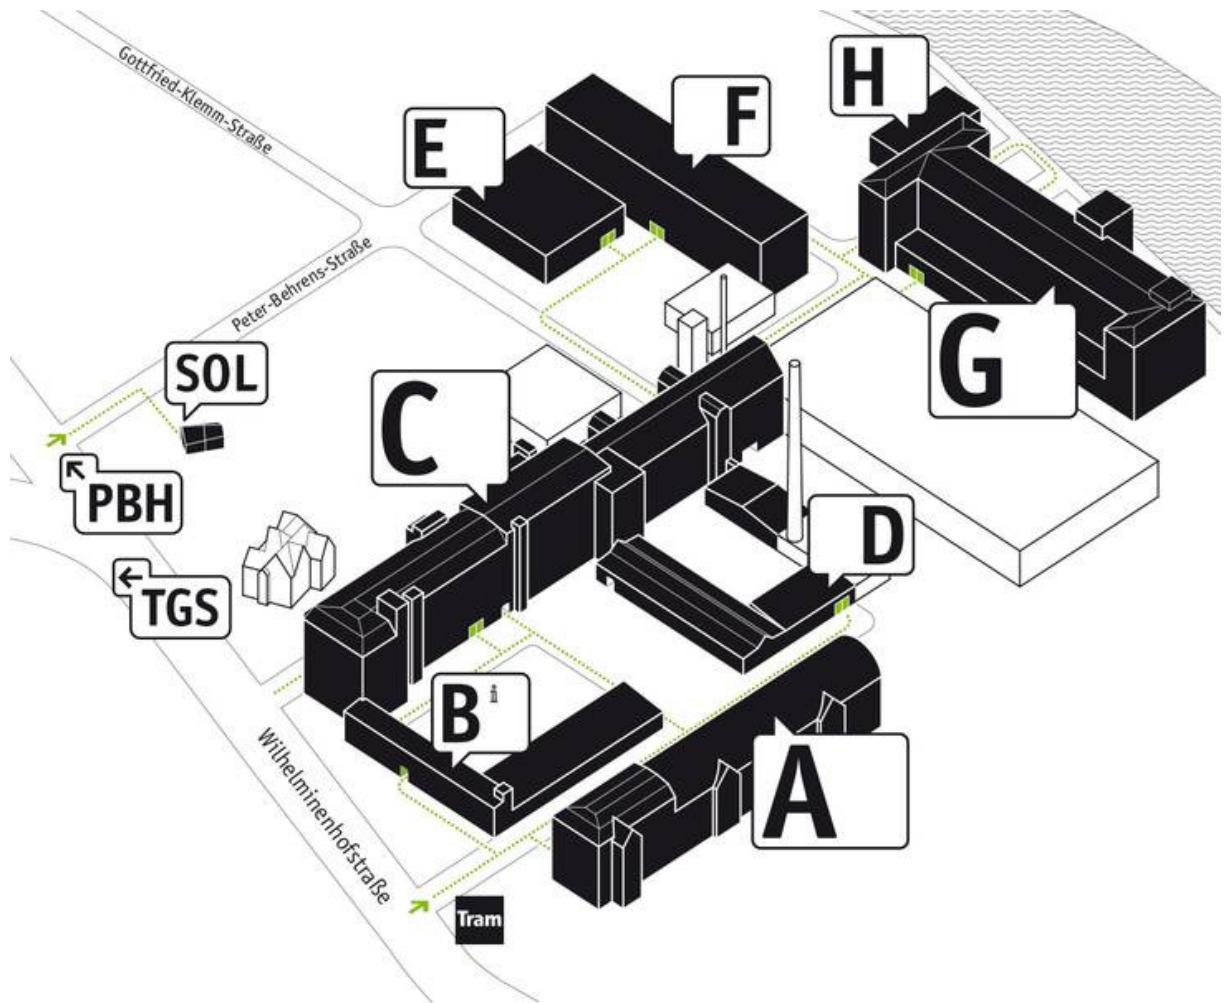 Gottfried-Klemm-Straße
H
F
E
Peter-Behrens-Straße
SOL
G
C
PBH
D
TGS
B i
Wilhelminenhofstraße
A
Tram